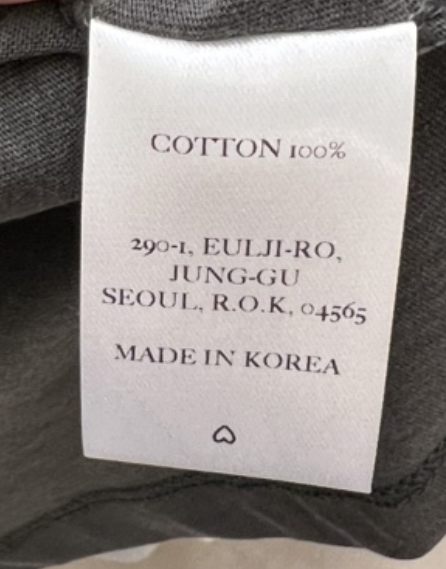 COTTON 100%
290-1, EULJI-RO,
JUNG-GU
SEOUL, R.O.K, 04565
MADE IN KOREA